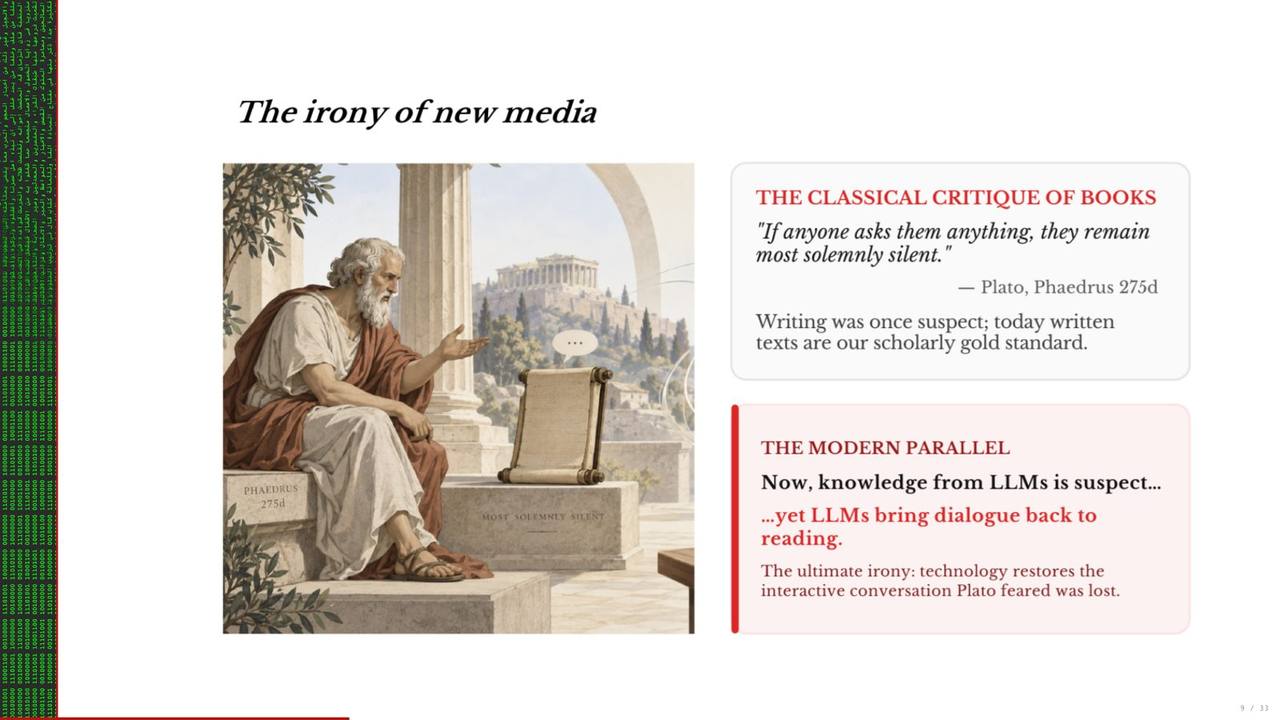 The irony of new media
PHAEDRUS
275d
MOST SOLEMNLY SILENT
THE CLASSICAL CRITIQUE OF BOOKS
"If anyone asks them anything, they remain
most solemnly silent."
— Plato, Phaedrus 275d
Writing was once suspect; today written
texts are our scholarly gold standard.
THE MODERN PARALLEL
Now, knowledge from LLMs is suspect...
...yet LLMs bring dialogue back to
reading.
The ultimate irony: technology restores the
interactive conversation Plato feared was lost.
9 / 33